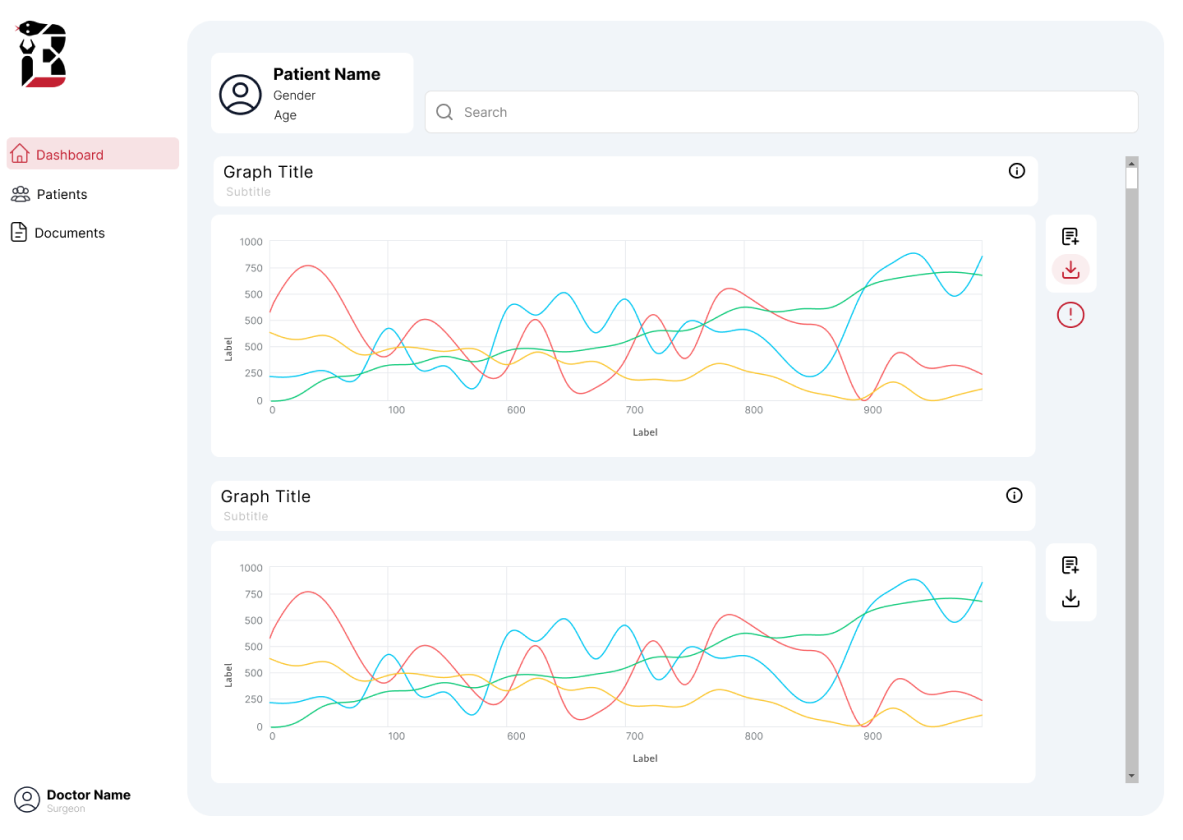 Patient Name
Gender
Age
Search
Dashboard
Patients
Documents
Graph Title
Subtitle
1000
750
500
500
500
250
0
Label
0 100 600 700 800 900
Label
Graph Title
Subtitle
1000
750
500
500
500
250
0
Label
0 100 600 700 800 900
Label
Doctor Name
Surgeon